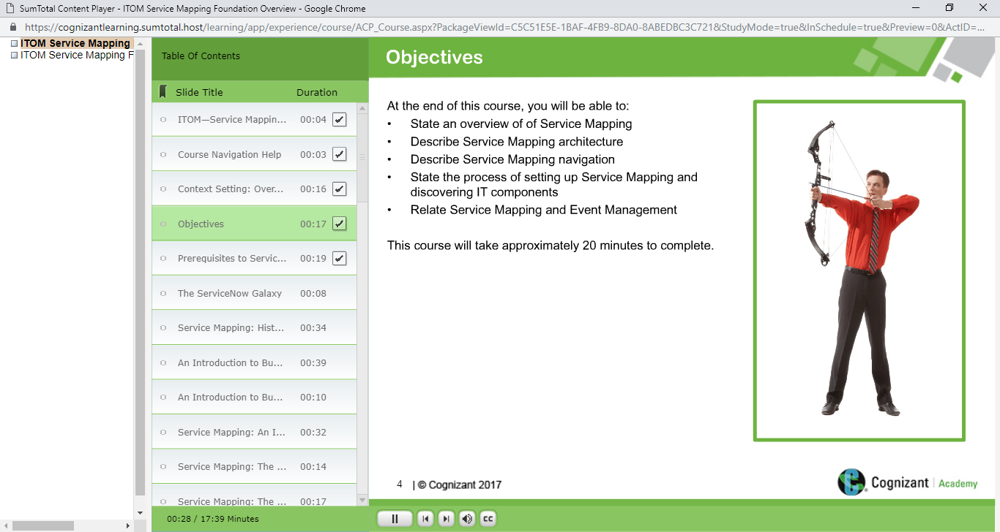 SumTotal Content Player - ITOM Service Mapping Foundation Overview - Google Chrome
https://cognizantlearning.sumtotal.host/learning/app/experience/course/ACP_Course.aspx?PackageViewId=C5C51E5E-1BAF-4FB9-8DA0-8ABEDBC3C721&StudyMode=true&InSchedule=true&Preview=0&ActID=...
ITOM Service Mapping
ITOM Service Mapping F
Table Of Contents
Slide Title Duration
ITOM—Service Mappin... 00:04
Course Navigation Help 00:03
Context Setting: Over... 00:16
Objectives 00:17
Prerequisites to Servic... 00:19
The ServiceNow Galaxy 00:08
Service Mapping: Hist... 00:34
An Introduction to Bu... 00:39
An Introduction to Bu... 00:10
Service Mapping: An I... 00:32
Service Mapping: The ... 00:14
Service Mapping: The ... 00:17
00:28 / 17:39 Minutes
Objectives
At the end of this course, you will be able to:
• State an overview of of Service Mapping
• Describe Service Mapping architecture
• Describe Service Mapping navigation
• State the process of setting up Service Mapping and
discovering IT components
• Relate Service Mapping and Event Management
This course will take approximately 20 minutes to complete.
4 | © Cognizant 2017
Cognizant | Academy
CC